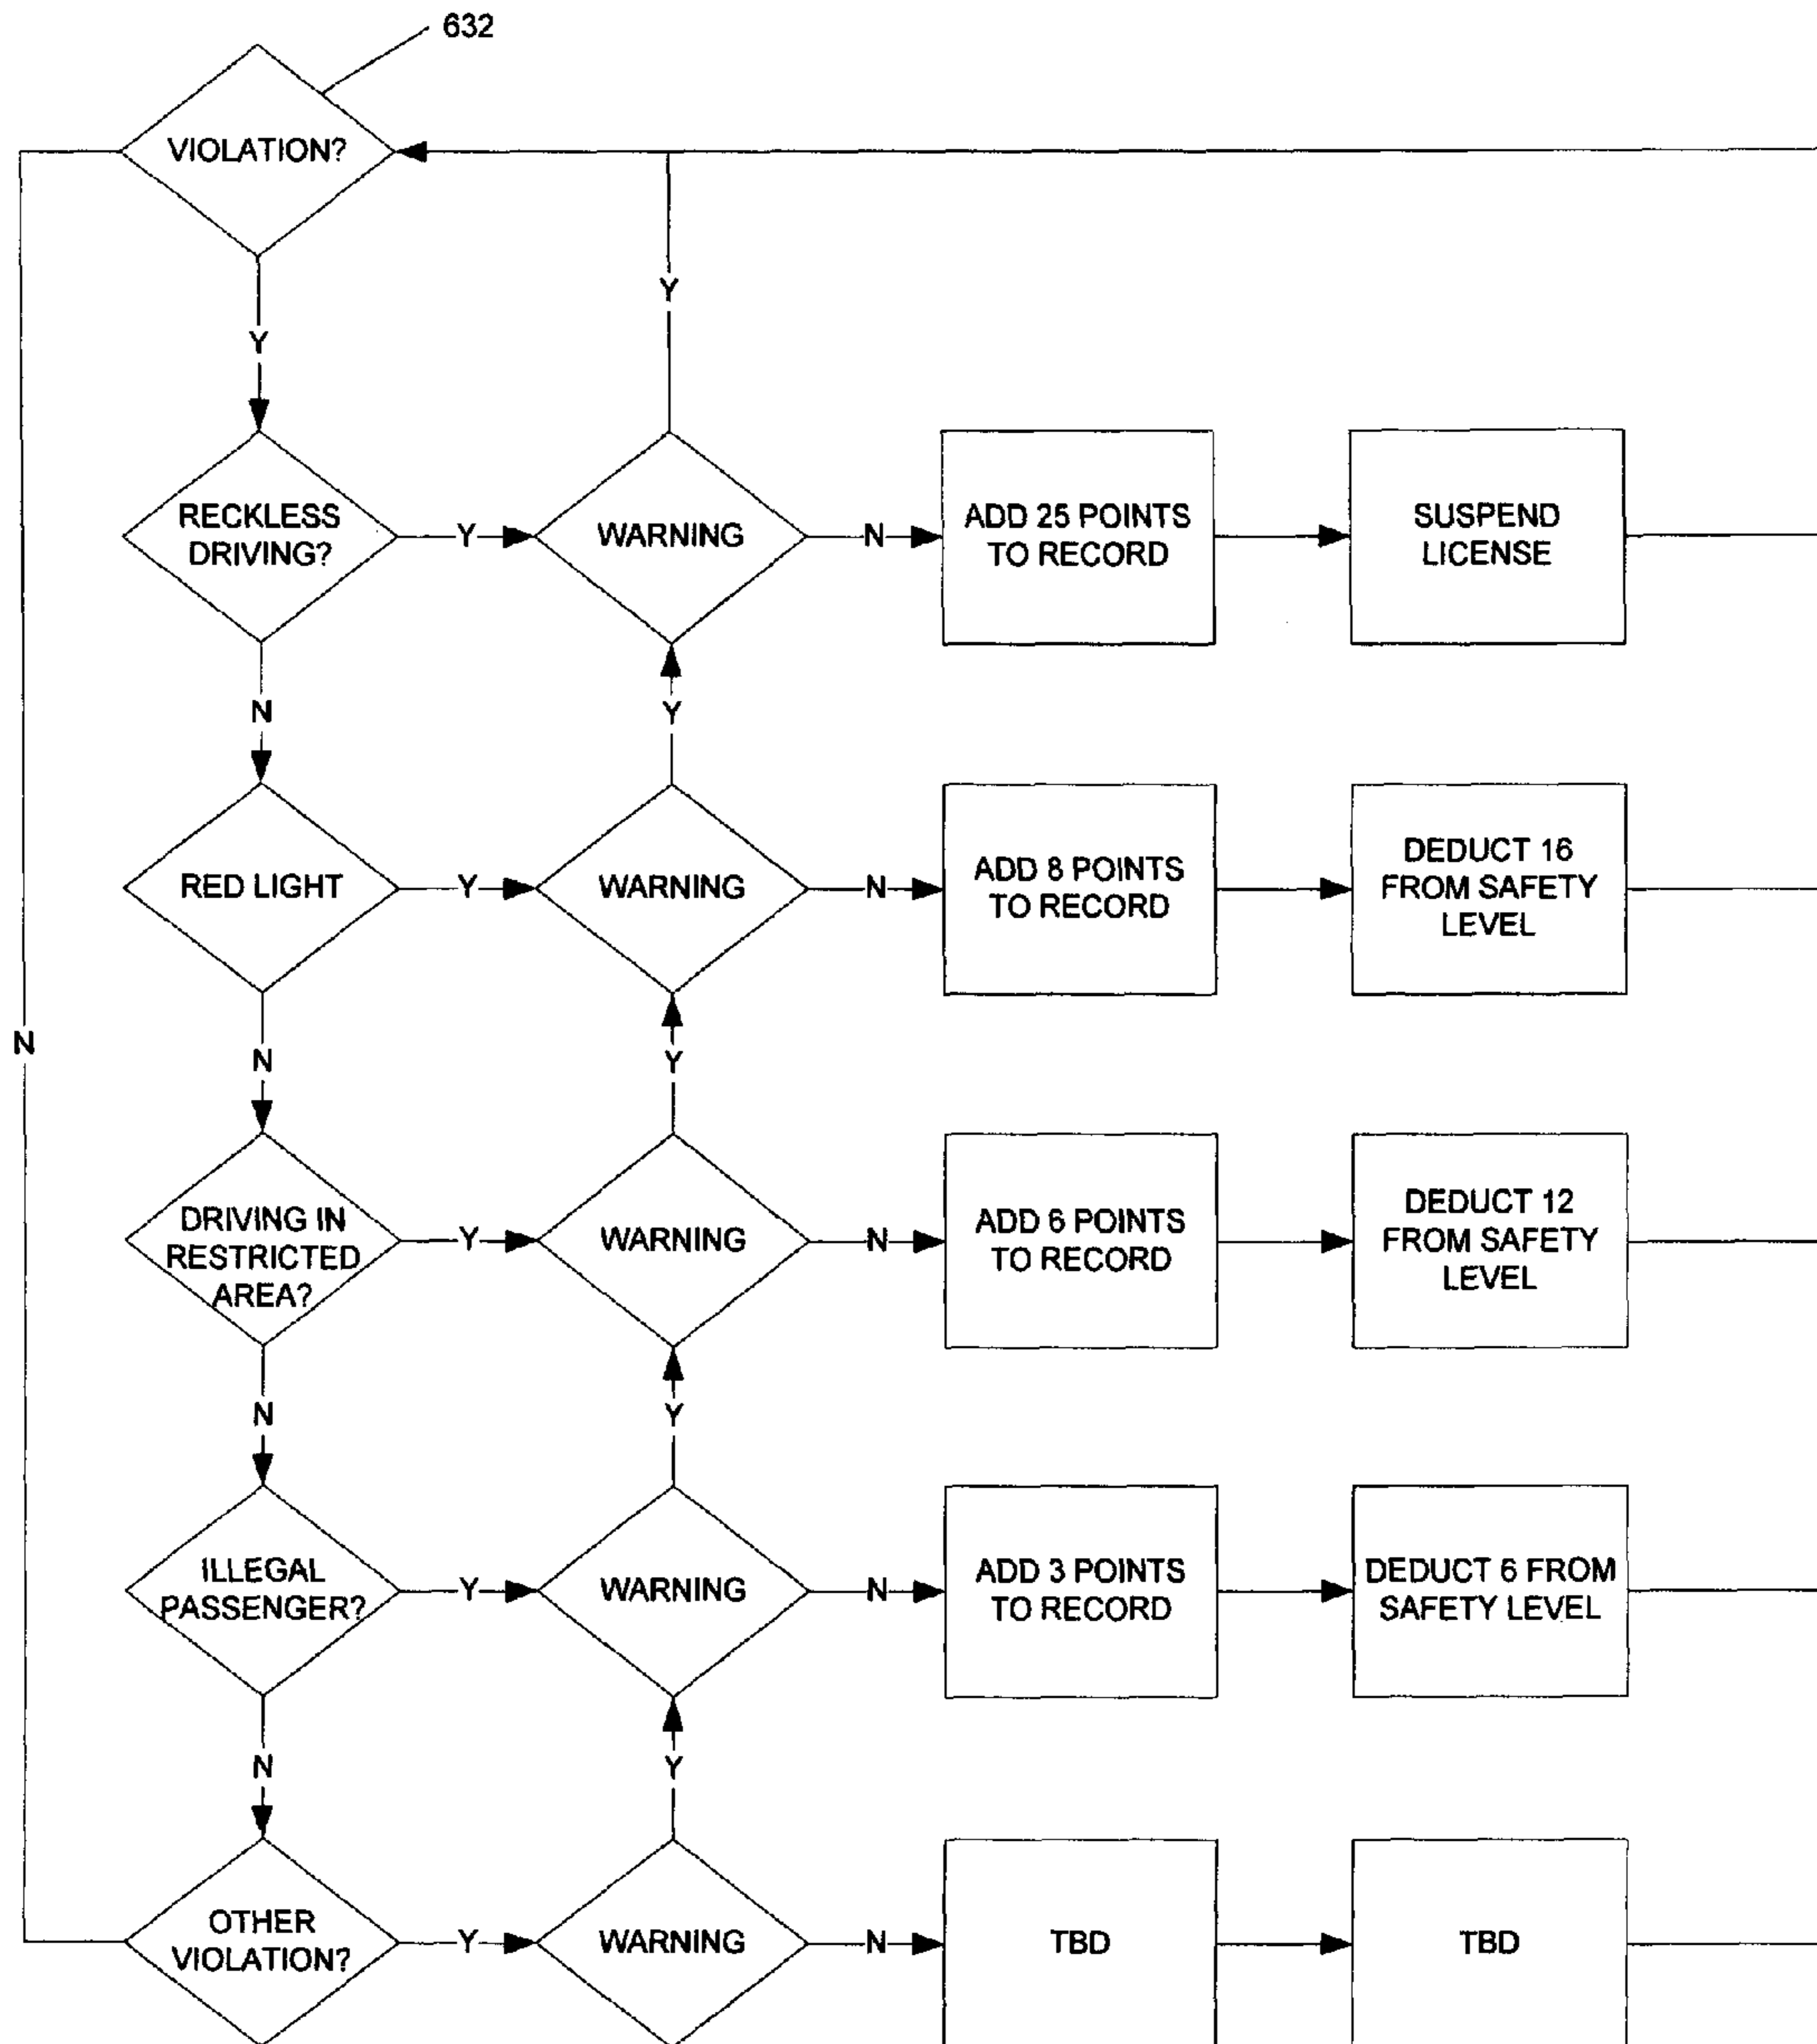 632
VIOLATION?
Y
Y
RECKLESS
DRIVING?
Y
WARNING
N
ADD 25 POINTS
TO RECORD
SUSPEND
LICENSE
N
Y
RED LIGHT
Y
WARNING
N
ADD 8 POINTS
TO RECORD
DEDUCT 16
FROM SAFETY
LEVEL
N
N
Y
DRIVING IN
RESTRICTED
AREA?
Y
WARNING
N
ADD 6 POINTS
TO RECORD
DEDUCT 12
FROM SAFETY
LEVEL
N
Y
ILLEGAL
PASSENGER?
Y
WARNING
N
ADD 3 POINTS
TO RECORD
DEDUCT 6 FROM
SAFETY LEVEL
N
Y
OTHER
VIOLATION?
Y
WARNING
N
TBD
TBD